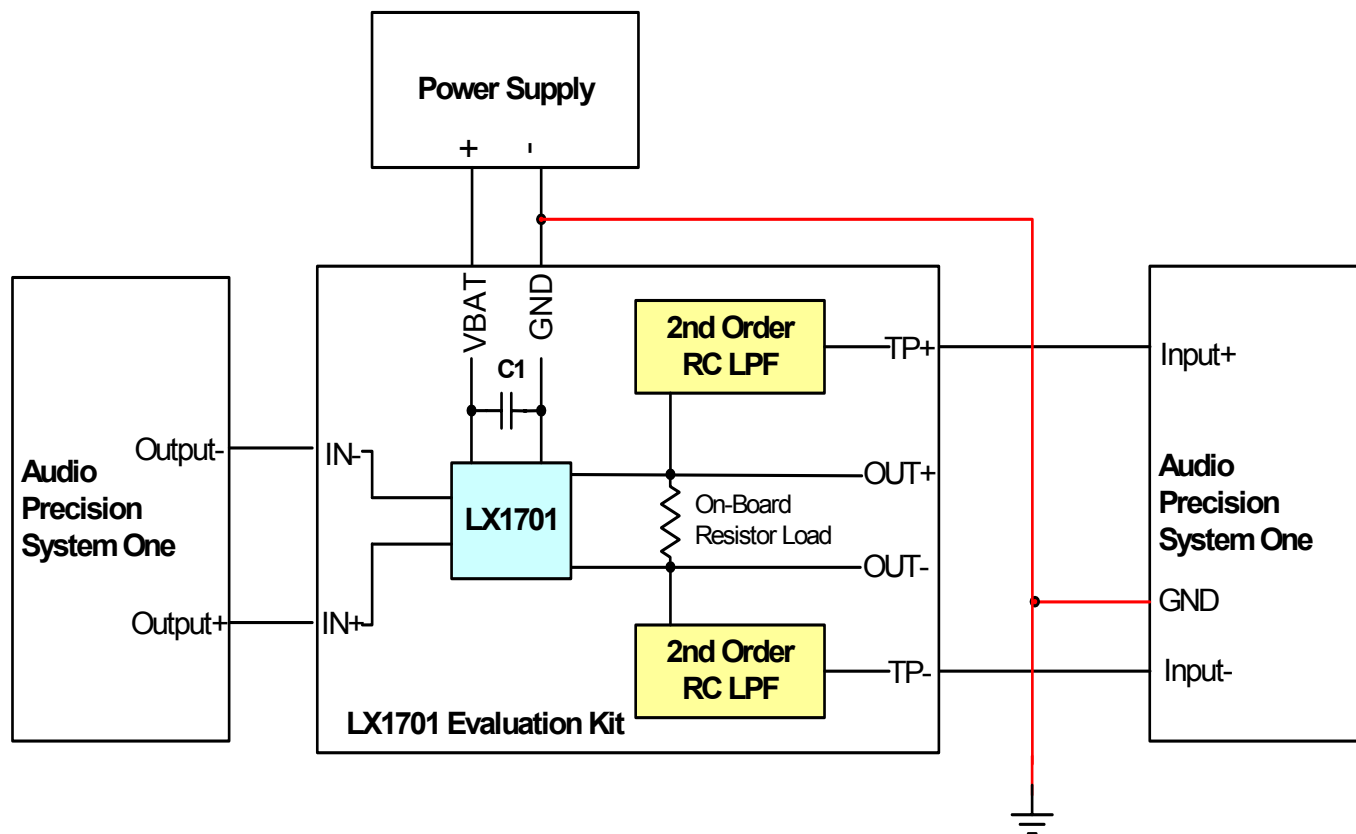 Power Supply
+ -
VBAT
GND
C1
2nd Order
RC LPF
TP+
Input+
Output-
IN-
OUT+
Audio
Precision
System One
LX1701
On-Board
Resistor Load
Audio
Precision
System One
OUT-
GND
Output+
IN+
2nd Order
RC LPF
TP-
Input-
LX1701 Evaluation Kit